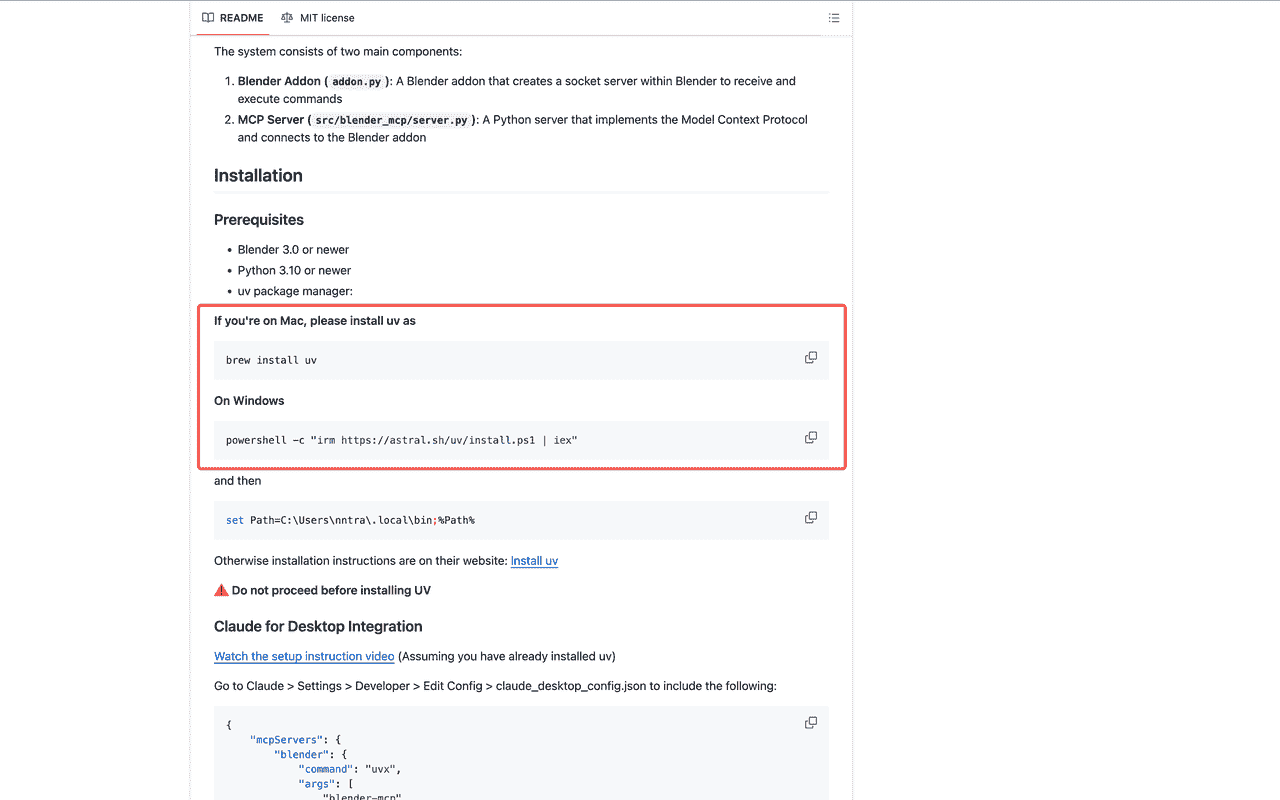 README
MIT license
The system consists of two main components:
1. Blender Addon ( addon.py ): A Blender addon that creates a socket server within Blender to receive and
execute commands
2. MCP Server ( src/blender_mcp/server.py ): A Python server that implements the Model Context Protocol
and connects to the Blender addon
Installation
Prerequisites
• Blender 3.0 or newer
• Python 3.10 or newer
• uv package manager:
If you're on Mac, please install uv as
brew install uv
On Windows
powershell -c "irm https://astral.sh/uv/install.ps1 | iex"
and then
set Path=C:\Users\nntra\.local\bin;%Path%
Otherwise installation instructions are on their website: Install uv
Do not proceed before installing UV
Claude for Desktop Integration
Watch the setup instruction video (Assuming you have already installed uv)
Go to Claude > Settings > Developer > Edit Config > claude_desktop_config.json to include the following:
{
"mcpServers": {
"blender": {
"command": "uvx",
"args": [
"blender-mcp"